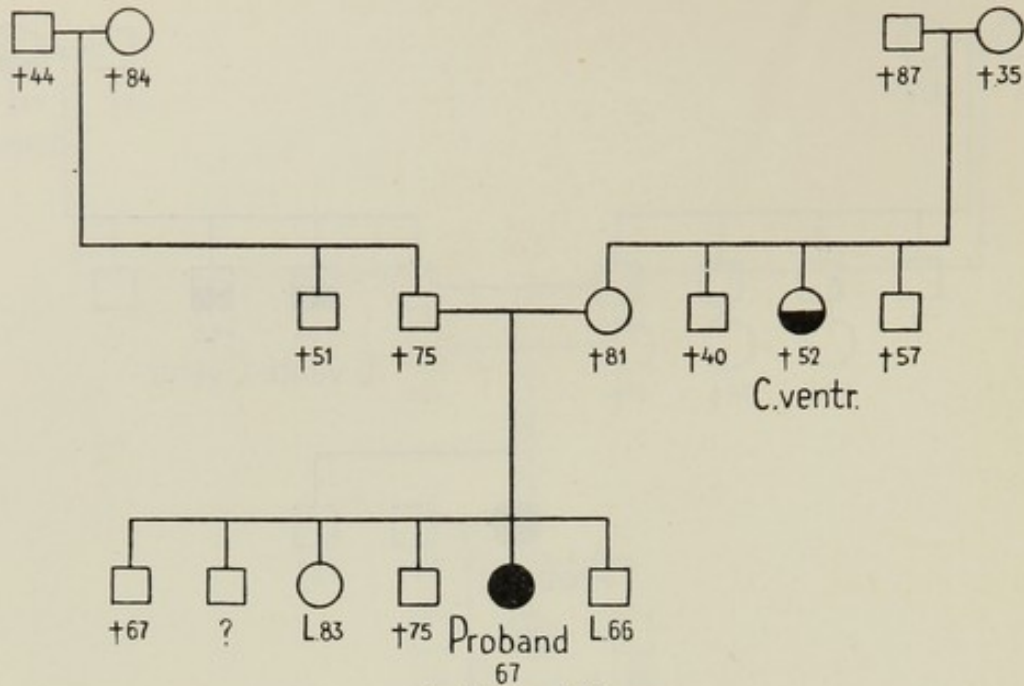 †44 †84 †87 †35
†51 †75 †81 †40 †52 †57
C.ventr.
†67 ? L.83 †75 Proband L.66
67